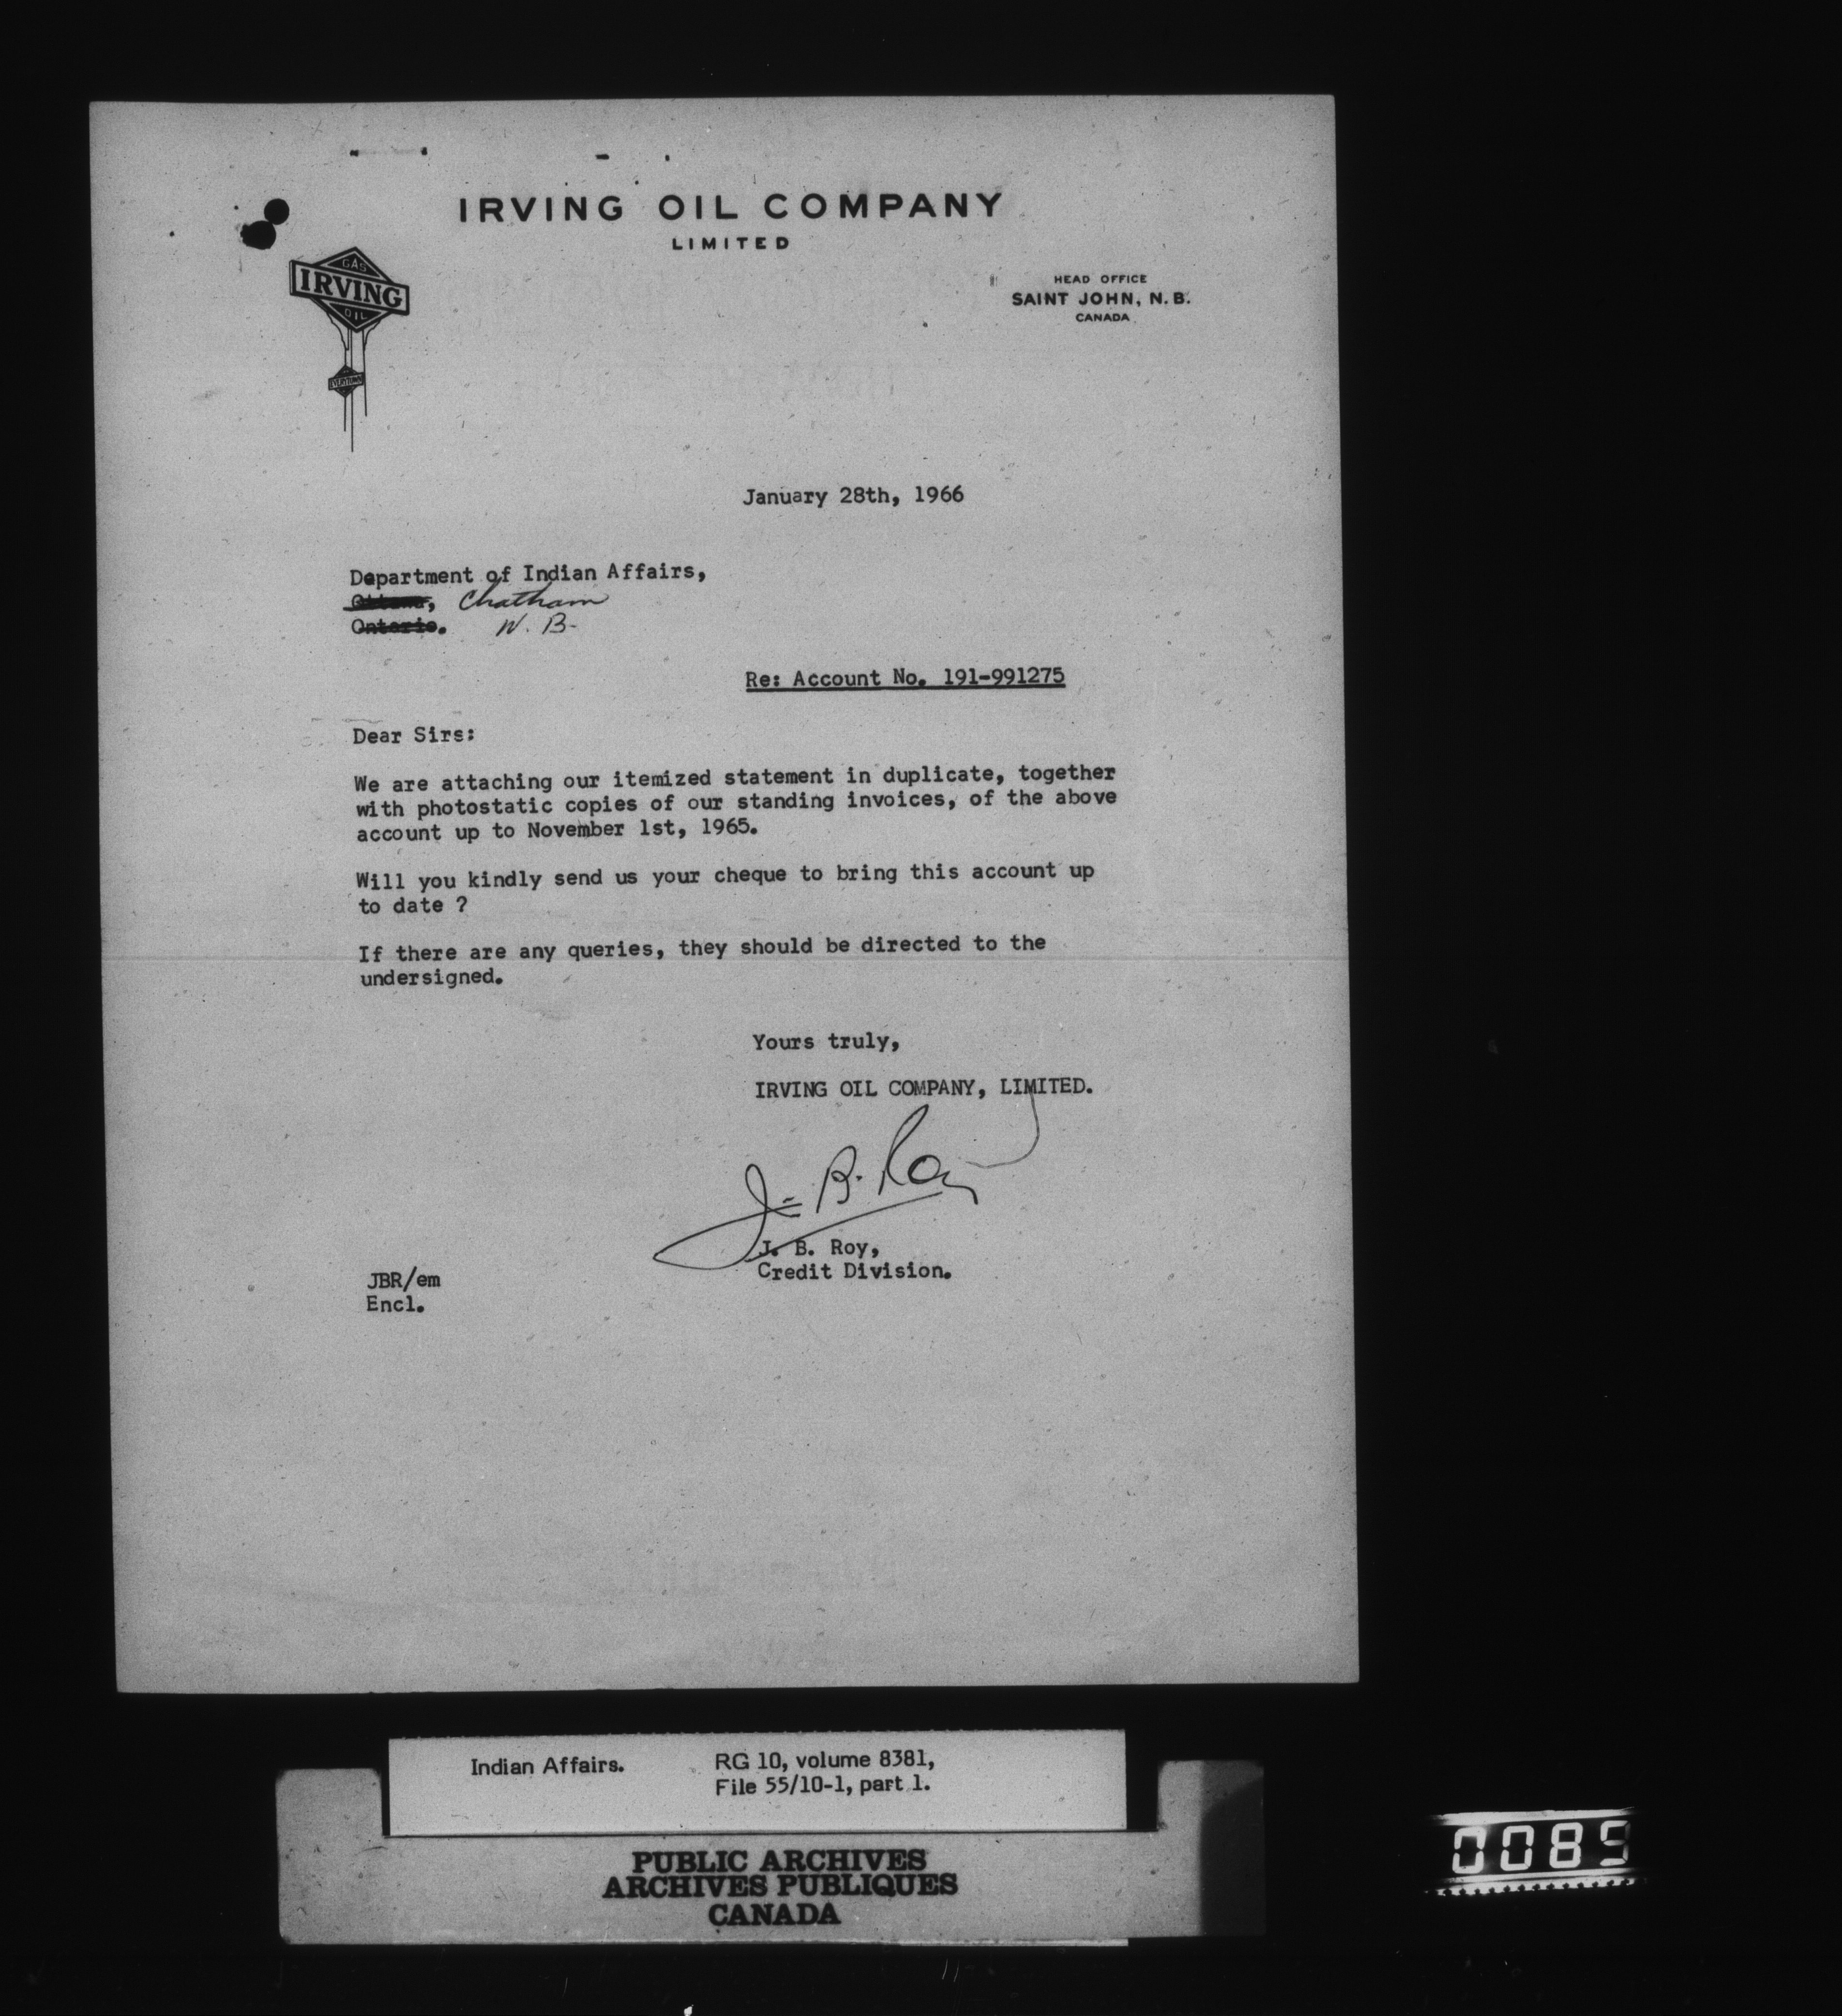 IRVING OIL COMPANY
LIMITED
GAS
IRVING
OIL
HEAD OFFICE
SAINT JOHN, N.B.
CANADA
January 28th, 1966
Department of Indian Affairs,
Ottawa, Chatham
Ontario. N. B.
Re: Account No. 191-991275
Dear Sirs:
We are attaching our itemized statement in duplicate, together
with photostatic copies of our standing invoices, of the above
account up to November 1st, 1965.
Will you kindly send us your cheque to bring this account up
to date ?
If there are any queries, they should be directed to the
undersigned.
Yours truly,
IRVING OIL COMPANY, LIMITED.
J. B. Roy
J. B. Roy,
Credit Division.
JBR/em
Encl.
Indian Affairs. RG 10, volume 8381,
File 55/10-1, part 1.
PUBLIC ARCHIVES
ARCHIVES PUBLIQUES
CANADA
0085